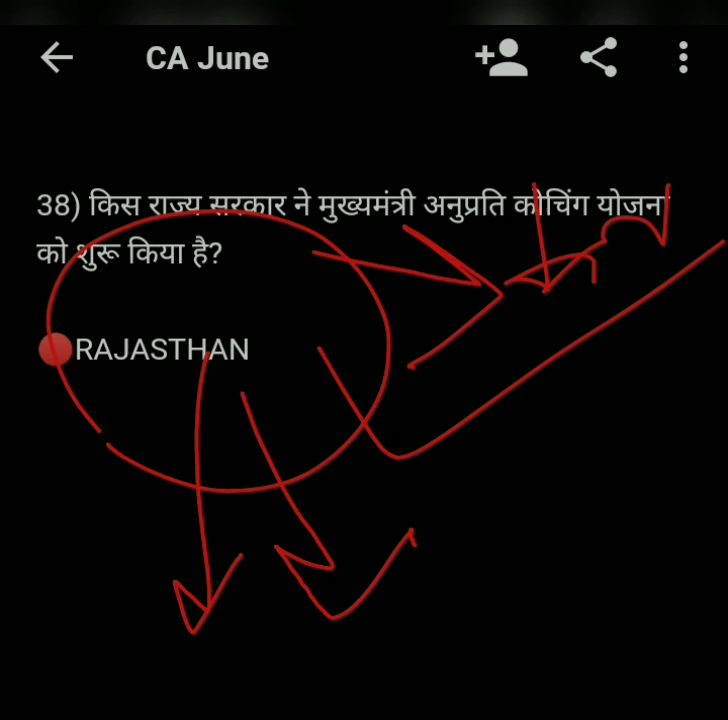 CA June
38) किस राज्य सरकार ने मुख्यमंत्री अनुप्रति कोचिंग योजना
को शुरू किया है?
RAJASTHAN